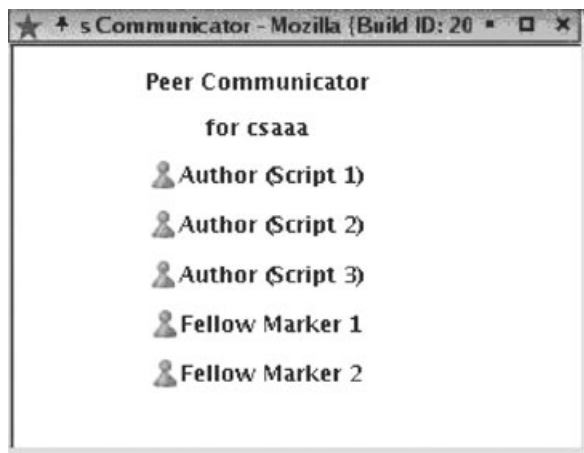 s Communicator - Mozilla {Build ID: 20
Peer Communicator
for csaaa
Author (Script 1)
Author (Script 2)
Author (Script 3)
Fellow Marker 1
Fellow Marker 2